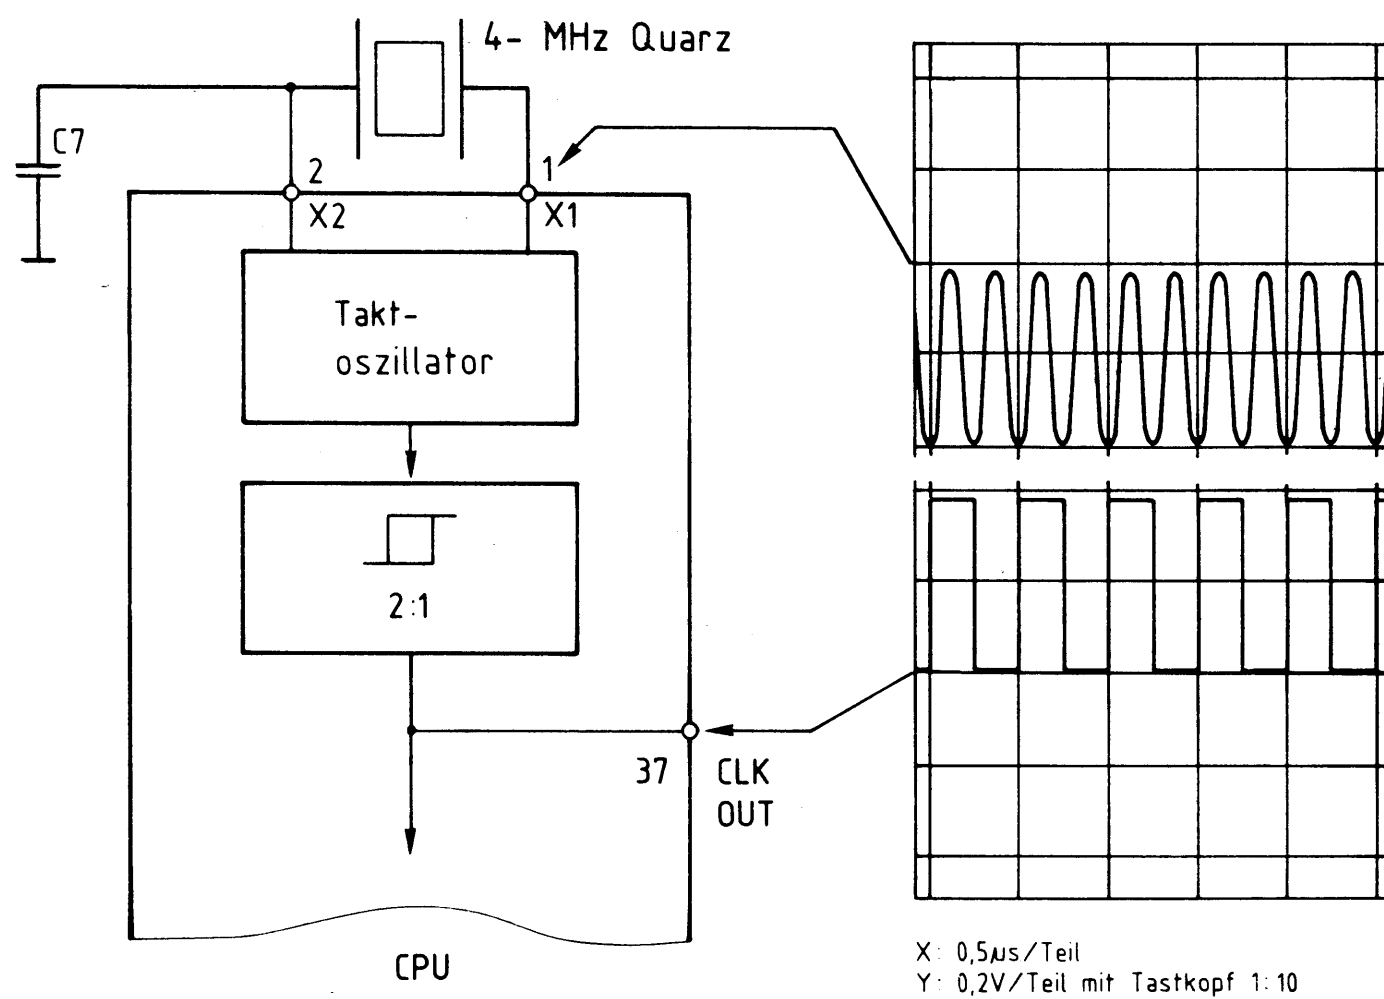 4- MHz Quarz
C7
2
1
X2
X1
Takt-
oszillator
2:1
37
CLK
OUT
CPU
X: 0,5µs/Teil
Y: 0,2V/Teil mit Tastkopf 1:10